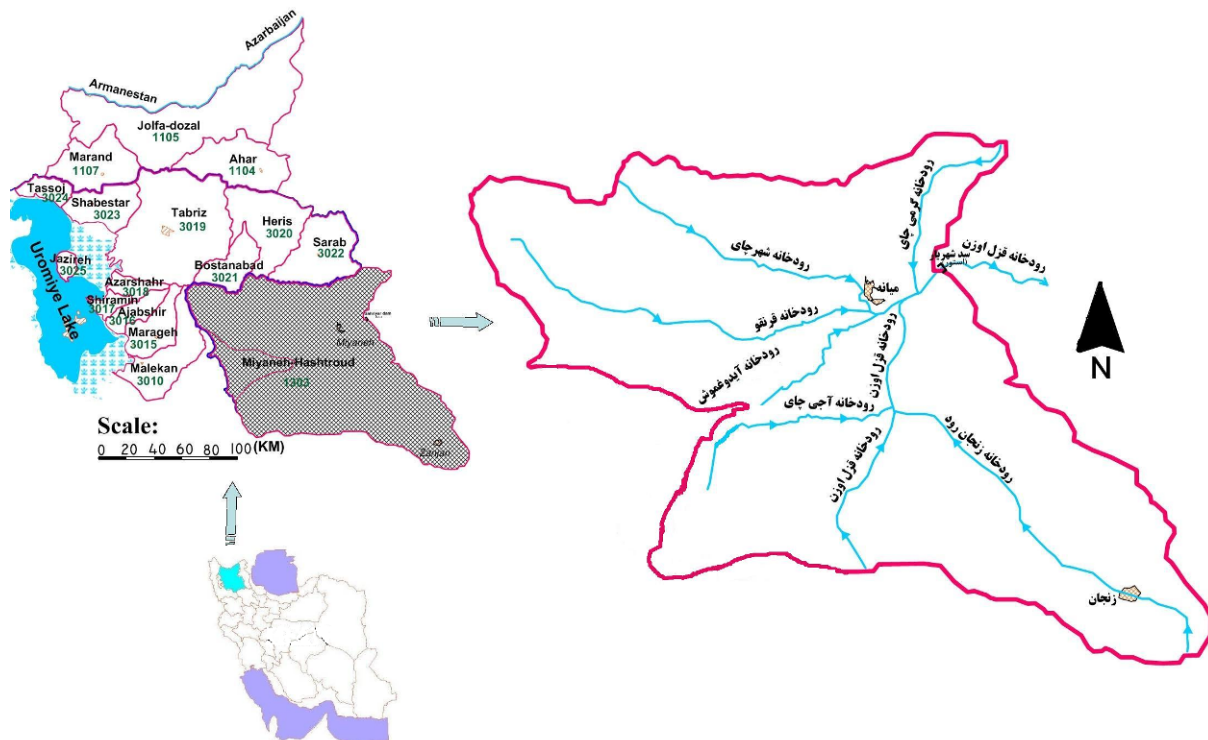 Azarbaijan
Armanestan
Jolfa-dozal
1105
Marand
1107
Ahar
1104
Tassoj
3024
Shabestar
3023
Tabriz
3019
Heris
3020
Sarab
3022
Jazireh
3025
Bostanabad
3021
Azarshahr
3018
Shiramin
3017
Ajabshir
3016
Marageh
3015
Malekan
3010
Uromiye Lake
Miyaneh
Miyaneh-Hashtroud
1303
Zanjan
Scale:
0 20 40 60 80 100 (KM)
رودخانه گرمی چای
رودخانه قزل اوزن
سد شهریار
(استور)
رودخانه شهر چای
میانه
رودخانه قرنقو
رودخانه قزل اوزن
رودخانه آیدوغموش
رودخانه آجی چای
رودخانه قزل اوزن
رودخانه زنجان رود
زنجان
N